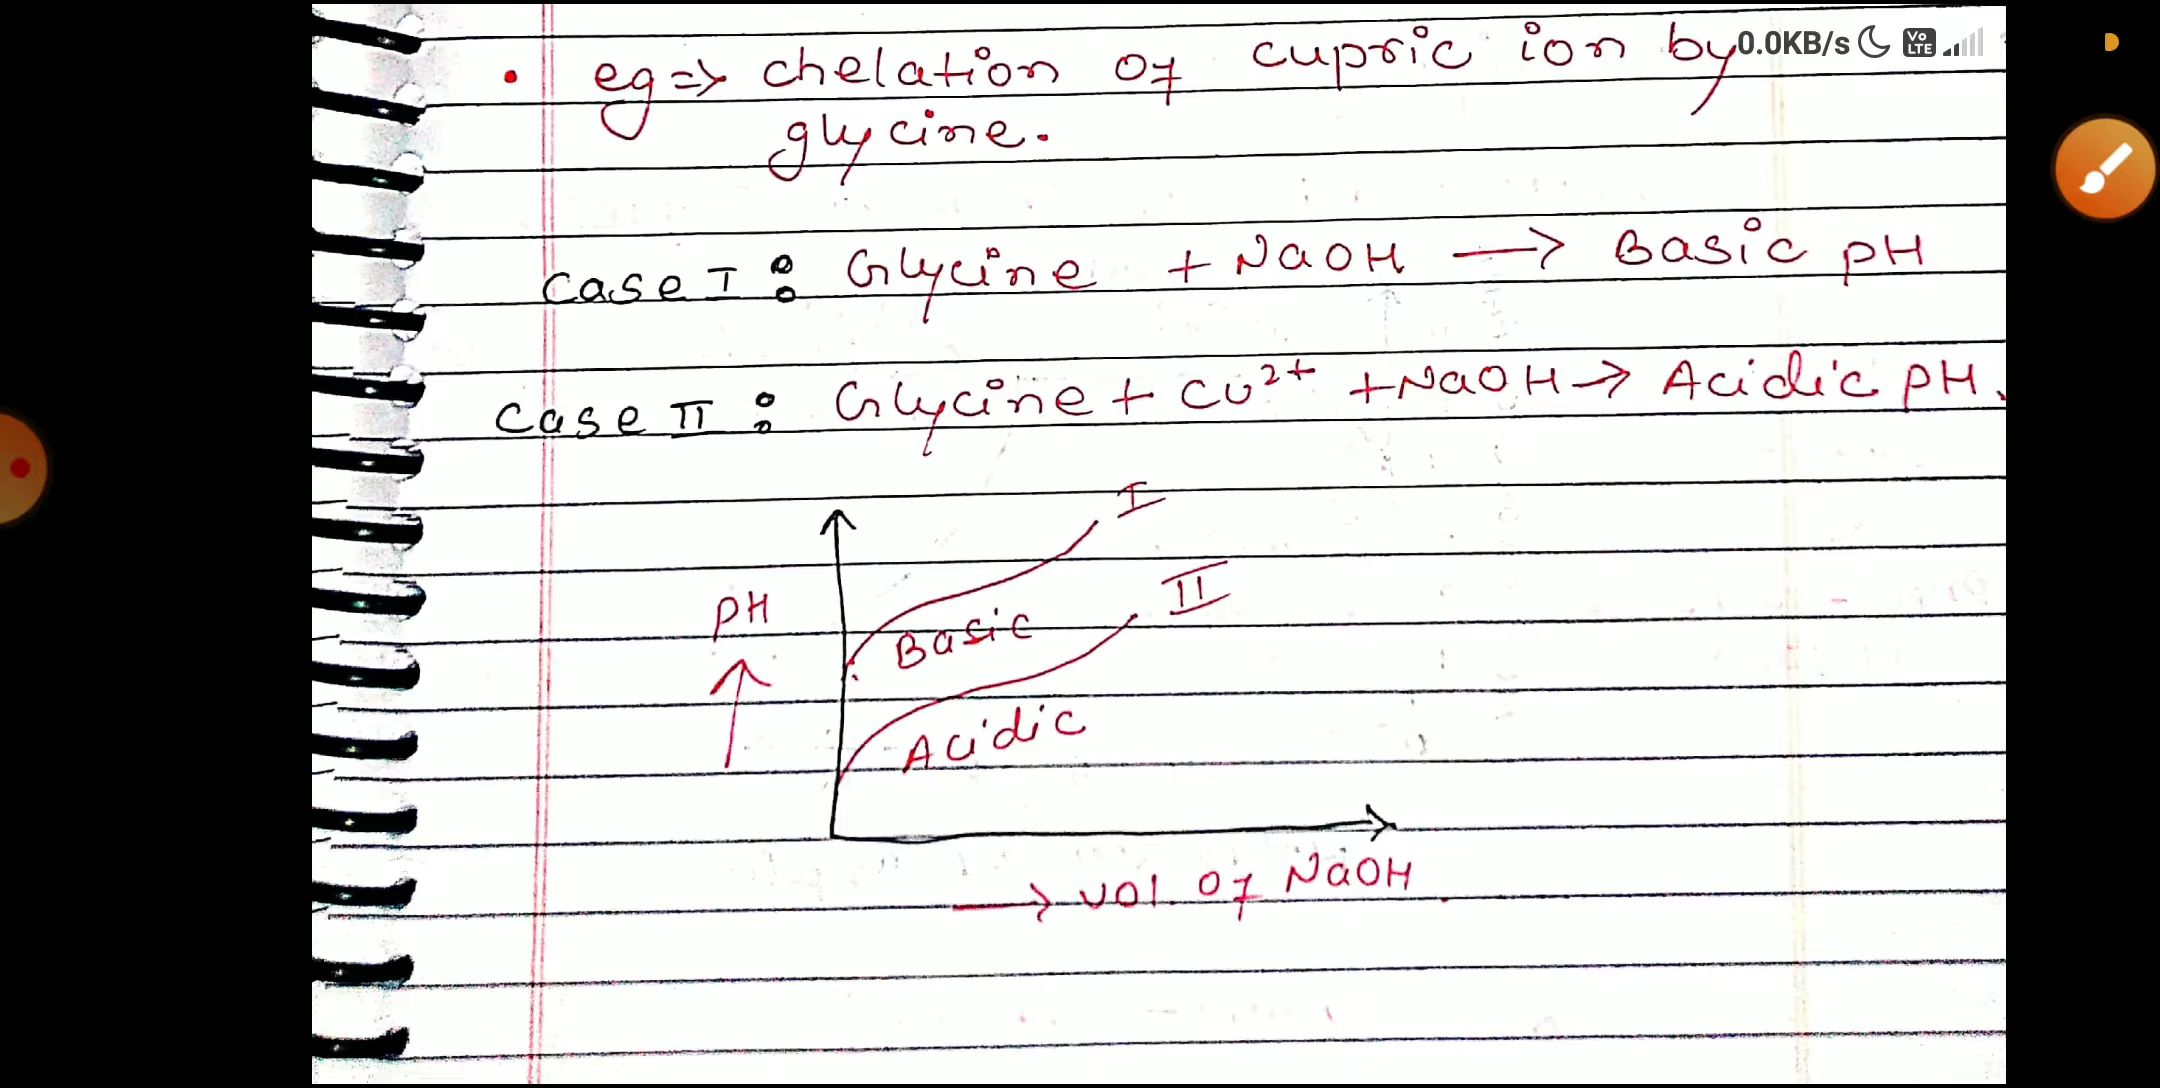 • eg => chelation of cupric ion by
0.0KB/s VoLTE
glycine.
Case I : Glycine + NaOH → Basic pH
Case II : Glycine + Cu²⁺ + NaOH → Acidic pH.
I
II
PH
Basic
Acidic
→ vol. of NaOH